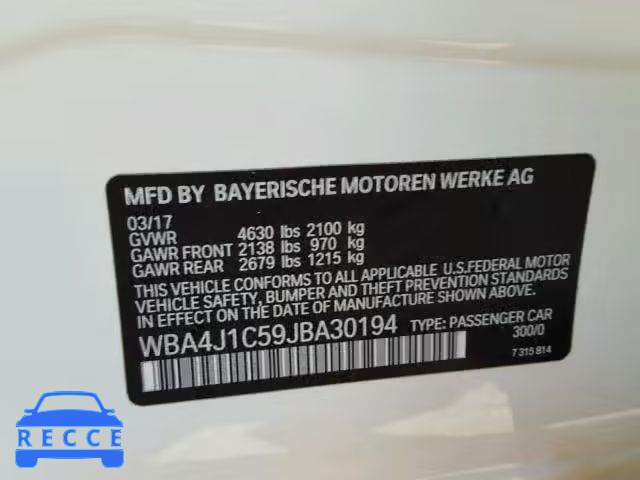 MFD BY BAYERISCHE MOTOREN WERKE AG
03/17
GVWR 4630 lbs 2100 kg
GAWR FRONT 2138 lbs 970 kg
GAWR REAR 2679 lbs 1215 kg
THIS VEHICLE CONFORMS TO ALL APPLICABLE U.S.FEDERAL MOTOR
VEHICLE SAFETY, BUMPER AND THEFT PREVENTION STANDARDS
IN EFFECT ON THE DATE OF MANUFACTURE SHOWN ABOVE.
WBA4J1C59JBA30194 TYPE: PASSENGER CAR
300/0
7 315 814
RECCE